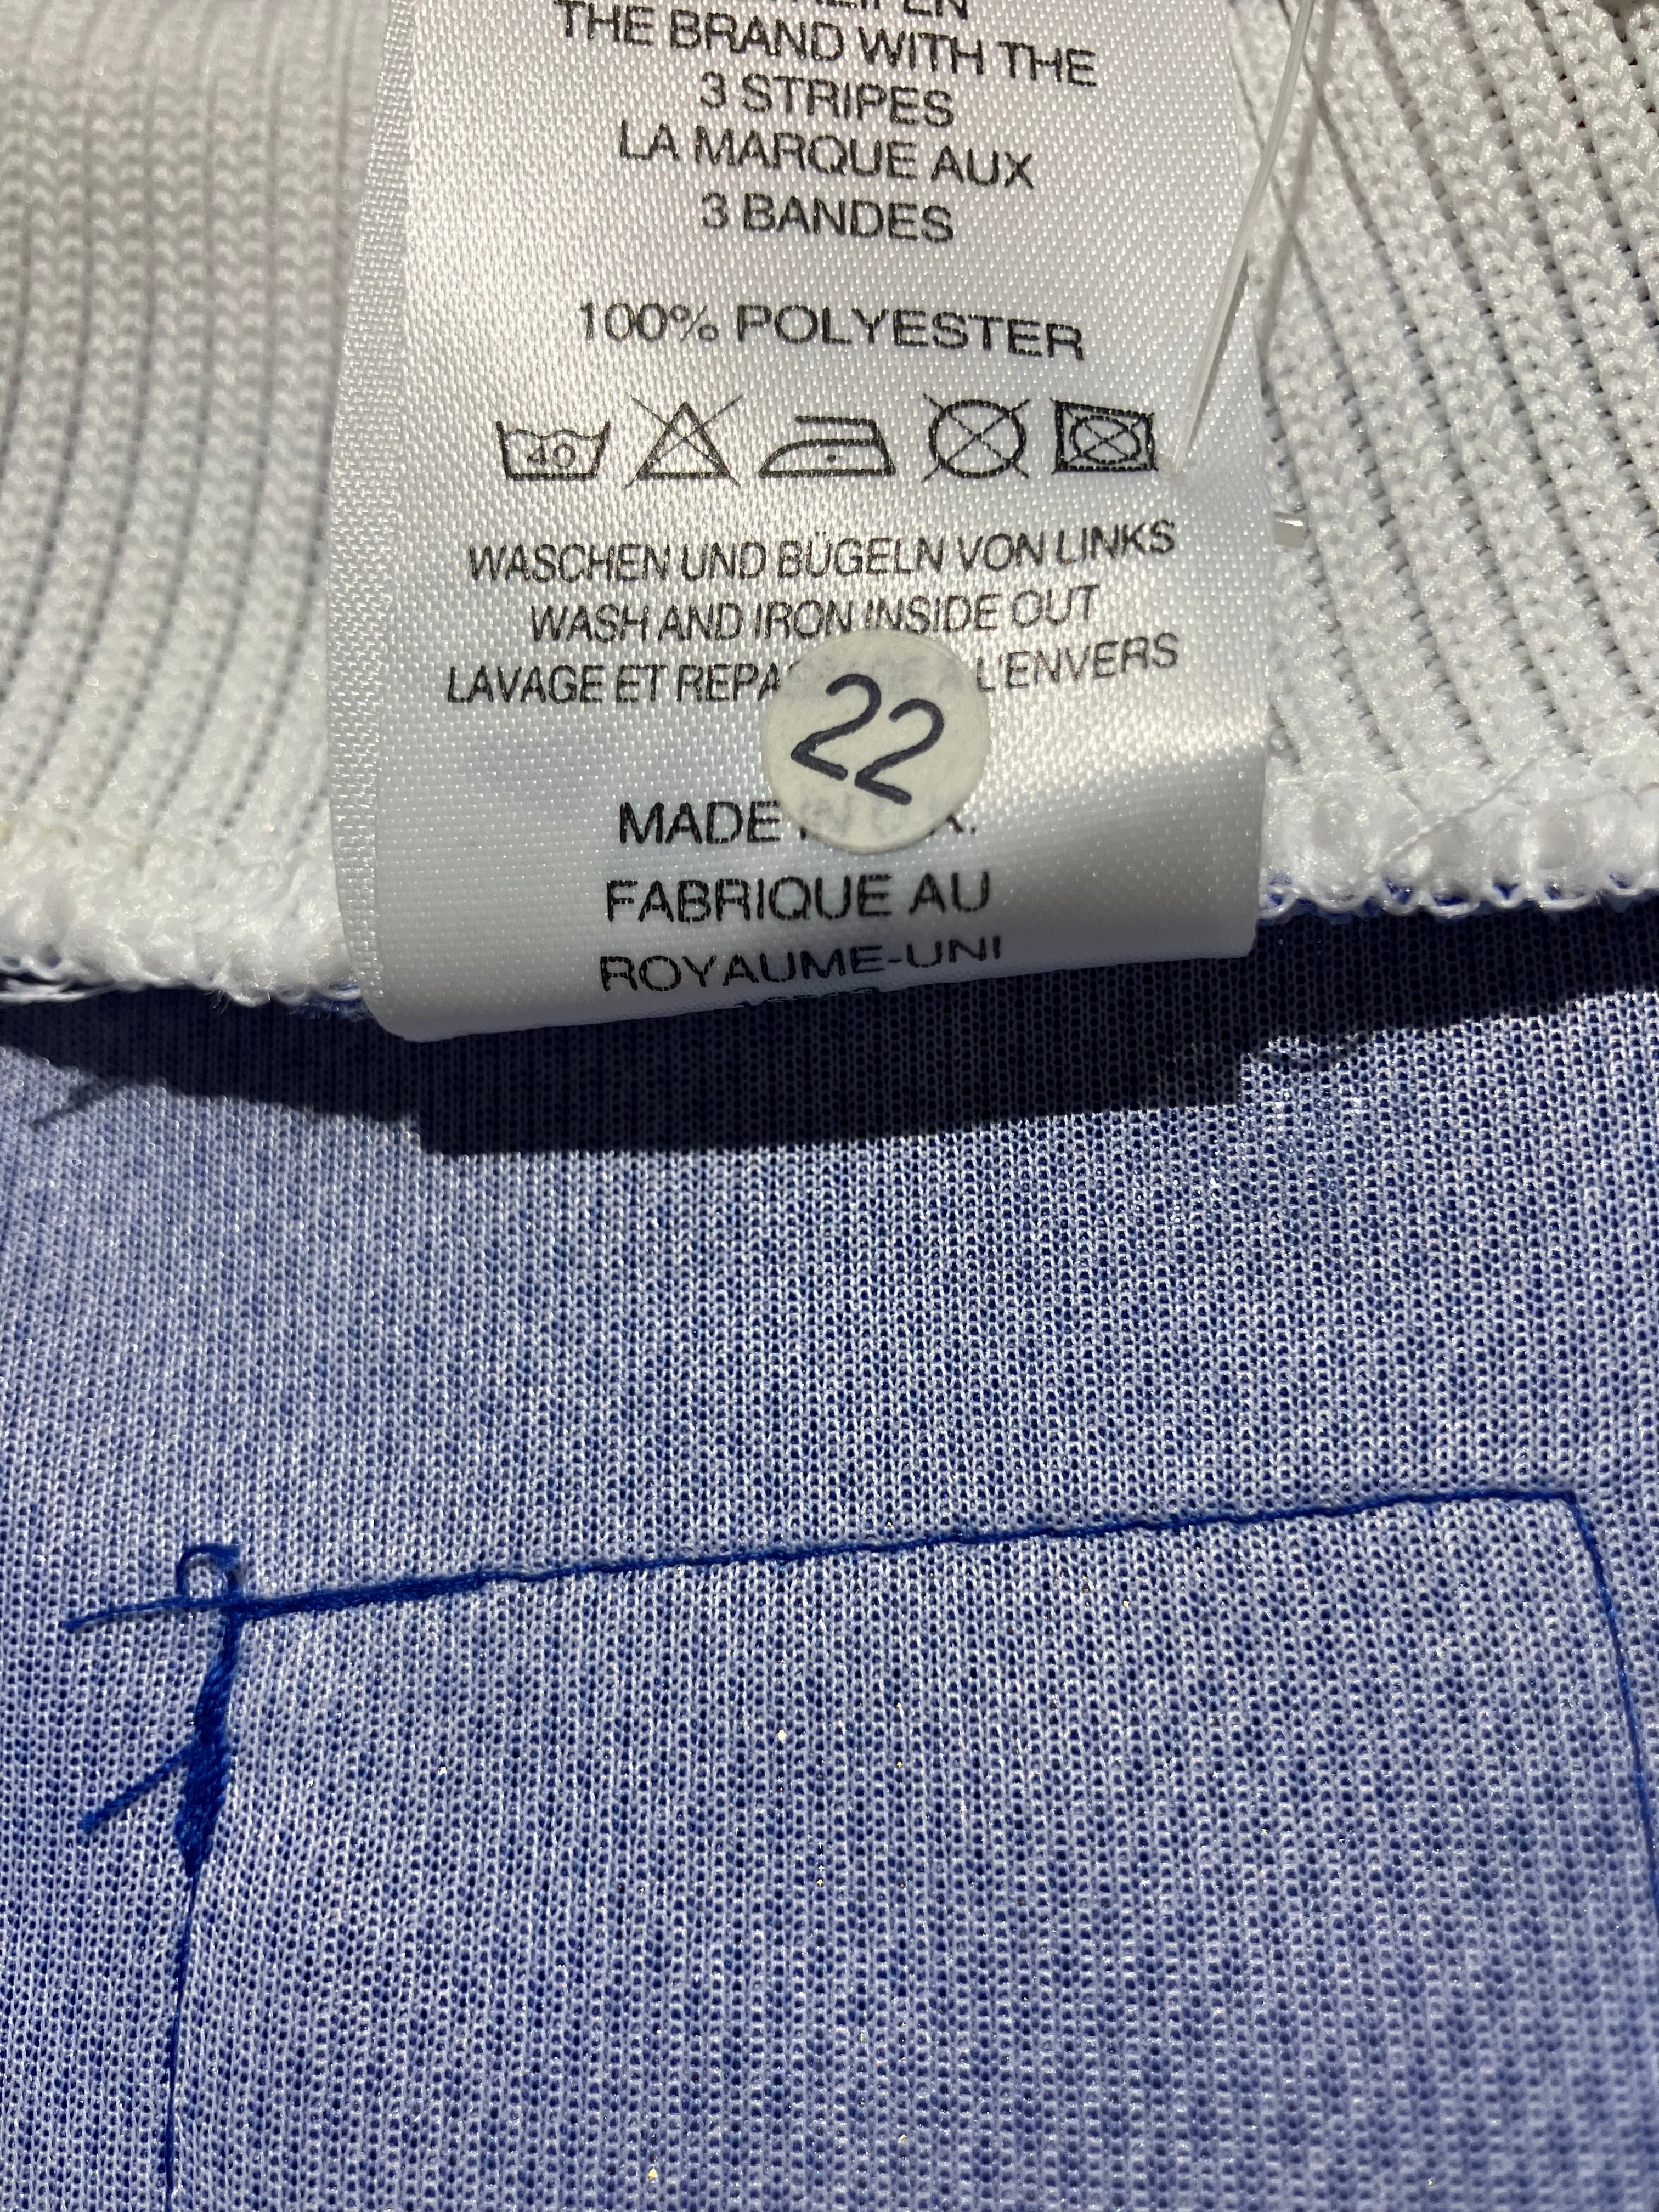 THE BRAND WITH THE
3 STRIPES
LA MARQUE AUX
3 BANDES
100% POLYESTER
40
WASCHEN UND BÜGELN VON LINKS
WASH AND IRON INSIDE OUT
LAVAGE ET L'ENVERS
22
MADE
FABRIQUE AU
ROYAUME-UNI